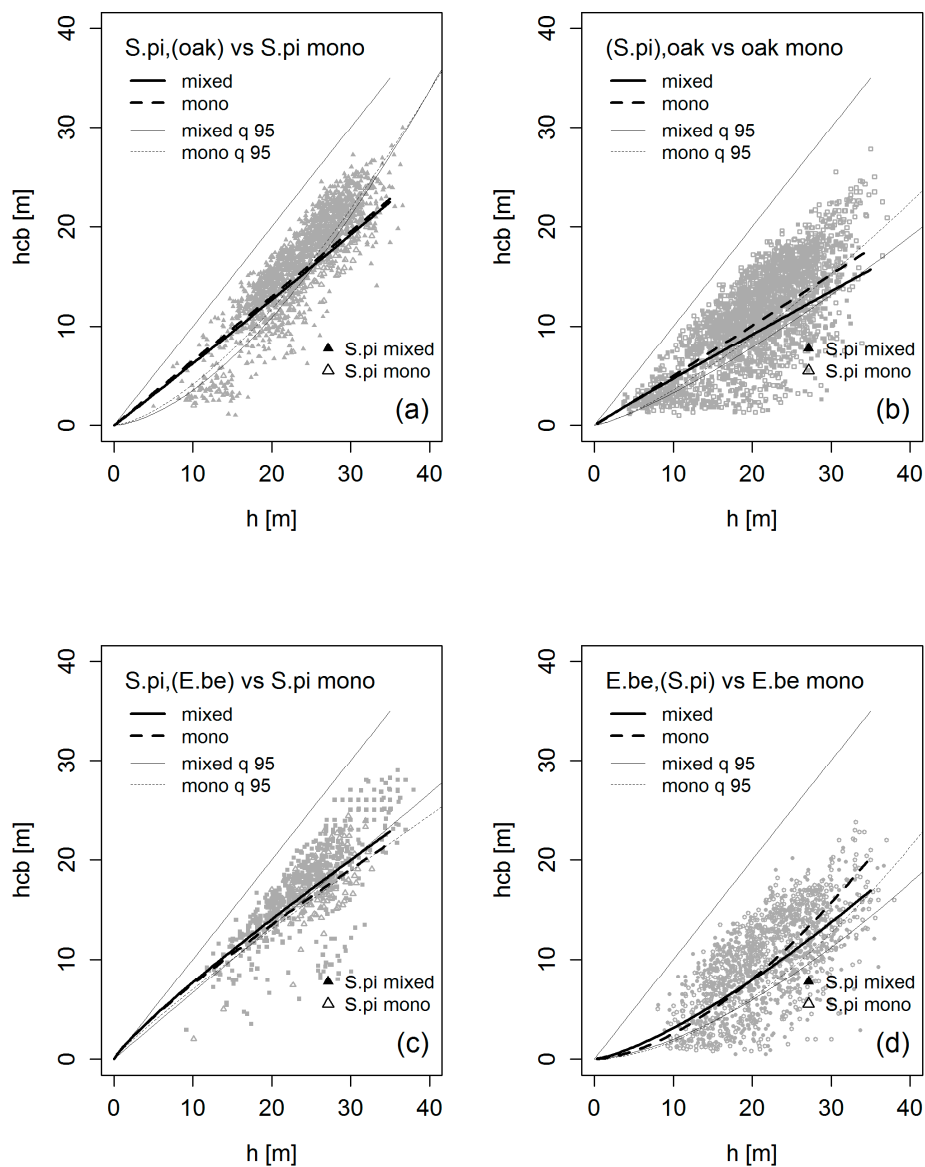 S.pi,(oak) vs S.pi mono
mixed
mono
mixed q 95
mono q 95
S.pi mixed
S.pi mono
(a)
0 10 20 30 40
hcb [m]
0 10 20 30 40
h [m]
(S.pi),oak vs oak mono
mixed
mono
mixed q 95
mono q 95
S.pi mixed
S.pi mono
(b)
0 10 20 30 40
hcb [m]
0 10 20 30 40
h [m]
S.pi,(E.be) vs S.pi mono
mixed
mono
mixed q 95
mono q 95
S.pi mixed
S.pi mono
(c)
0 10 20 30 40
hcb [m]
0 10 20 30 40
h [m]
E.be,(S.pi) vs E.be mono
mixed
mono
mixed q 95
mono q 95
S.pi mixed
S.pi mono
(d)
0 10 20 30 40
hcb [m]
0 10 20 30 40
h [m]